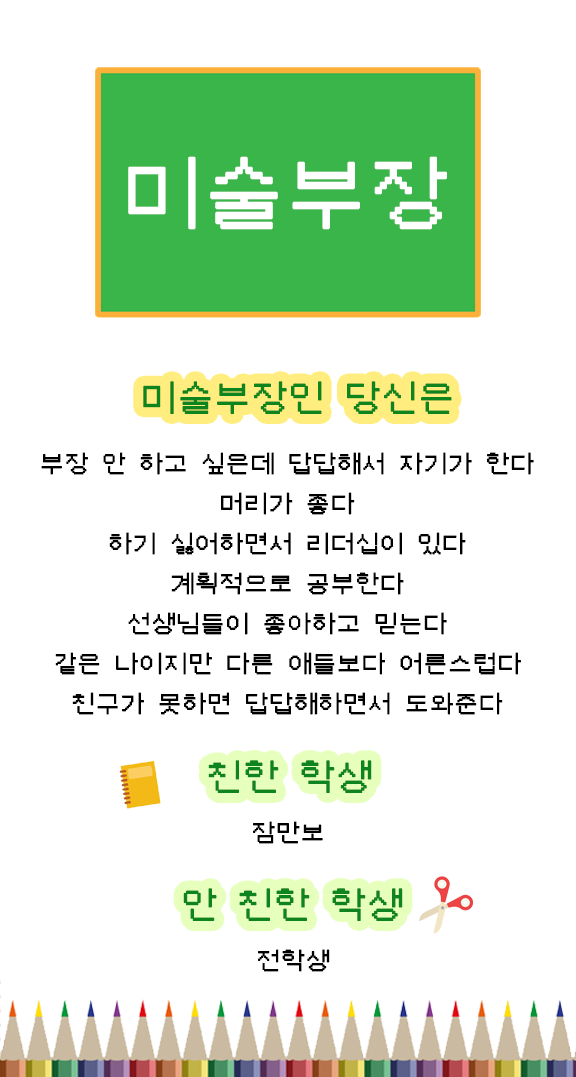 미술부장
미술부장인 당신은
부장 안 하고 싶은데 답답해서 자기가 한다
머리가 좋다
하기 싫어하면서 리더십이 있다
계획적으로 공부한다
선생님들이 좋아하고 믿는다
같은 나이지만 다른 애들보다 어른스럽다
친구가 못하면 답답해하면서 도와준다
친한 학생
잠만보
안 친한 학생
전학생